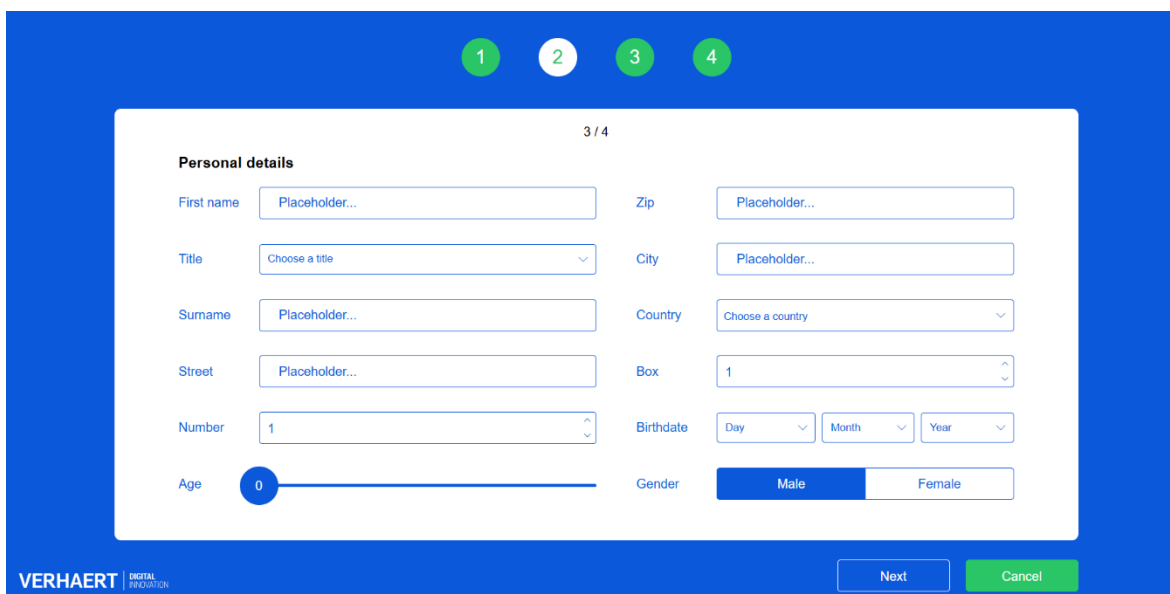 1 2 3 4
3 / 4
Personal details
First name Placeholder... Zip Placeholder...
Title Choose a title City Placeholder...
Surname Placeholder... Country Choose a country
Street Placeholder... Box 1
Number 1 Birthdate Day Month Year
Age 0 Gender Male Female
VERHAERT DIGITAL INNOVATION Next Cancel